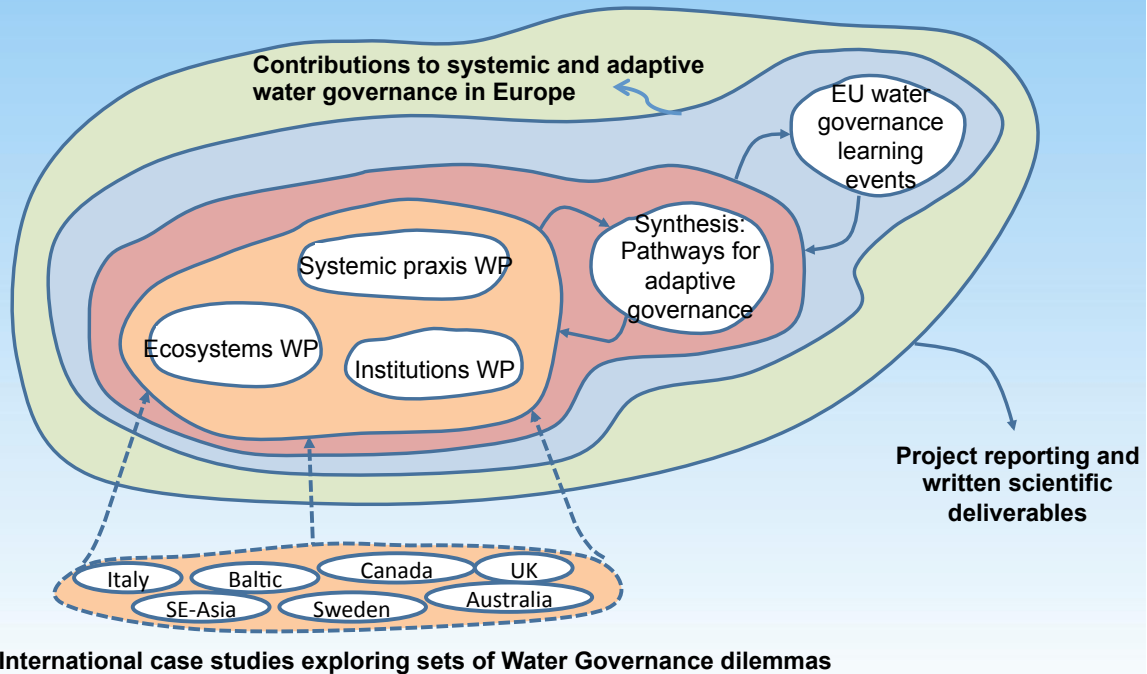 Contributions to systemic and adaptive
water governance in Europe
EU water
governance
learning
events
Synthesis:
Pathways for
adaptive
governance
Systemic praxis WP
Ecosystems WP
Institutions WP
Project reporting and
written scientific
deliverables
Italy
Baltic
Canada
UK
SE-Asia
Sweden
Australia
International case studies exploring sets of Water Governance dilemmas